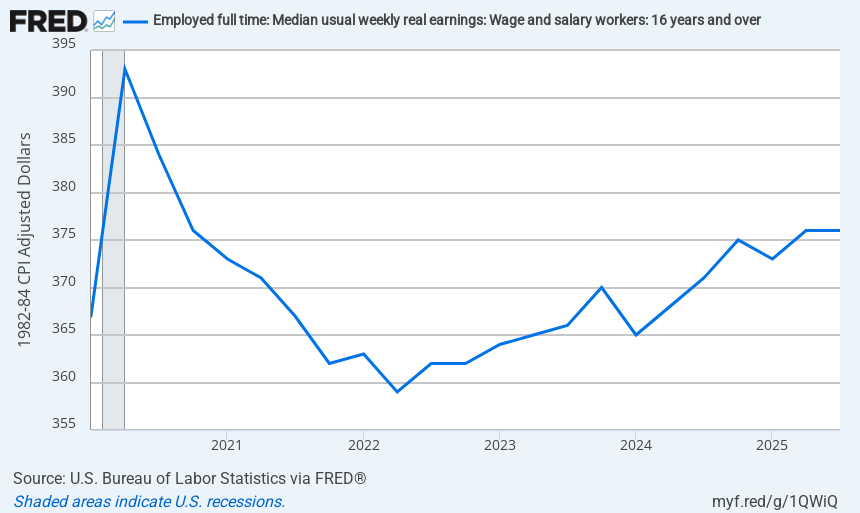 FRED® Employed full time: Median usual weekly real earnings: Wage and salary workers: 16 years and over
395
390
385
380
375
370
365
360
355
1982-84 CPI Adjusted Dollars
2021 2022 2023 2024 2025
Source: U.S. Bureau of Labor Statistics via FRED®
Shaded areas indicate U.S. recessions.
myf.red/g/1QWiQ